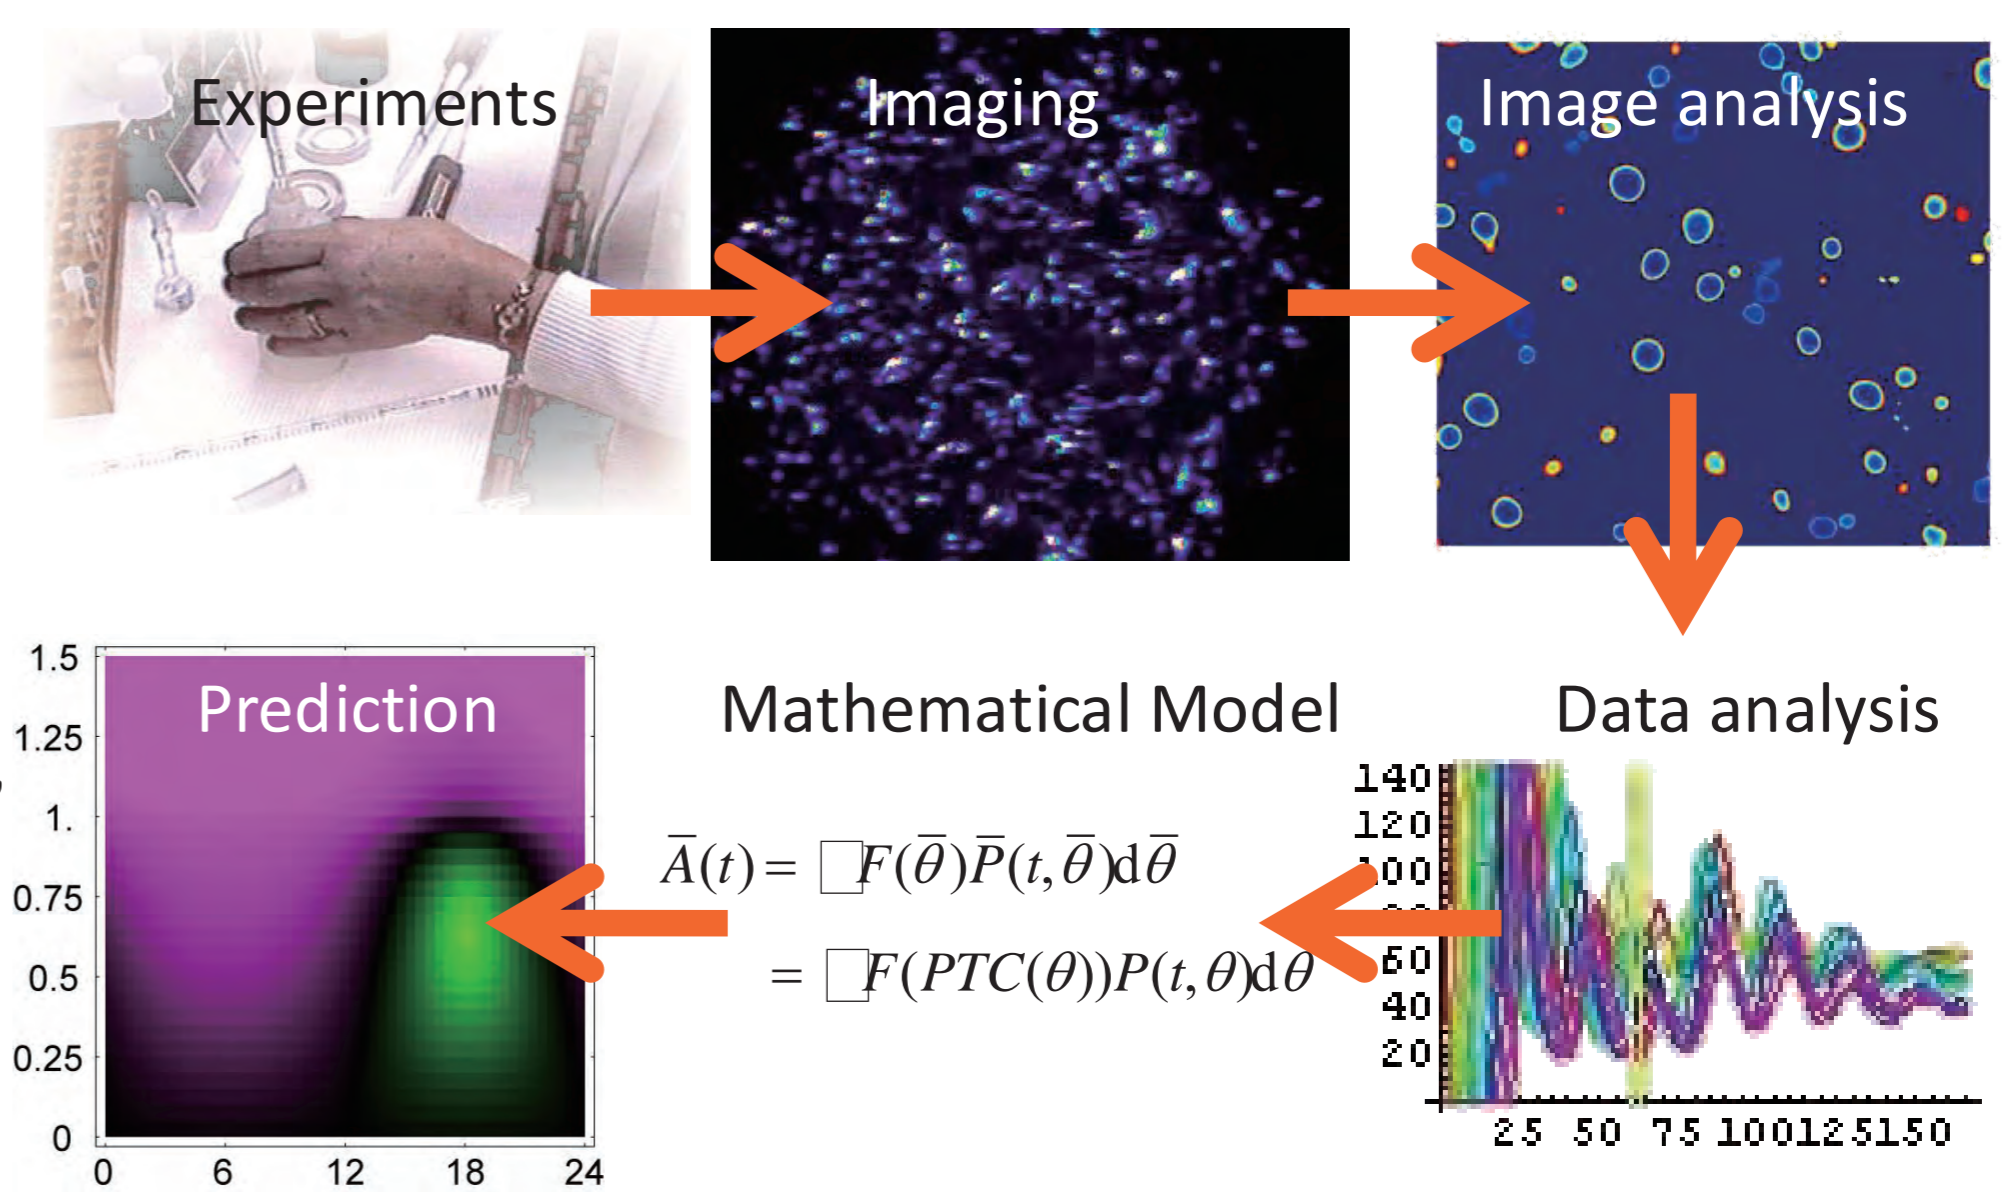 Experiments
Imaging
Image analysis
Prediction
Mathematical Model
Data analysis
1.5
1.25
1.
0.75
0.5
0.25
0
0 6 12 18 24
A̅(t) = □F(θ̅)P̅(t, θ̅)dθ̅
= □F(PTC(θ))P(t, θ)dθ
140
120
100
60
40
20
25 50 75 100 125 150